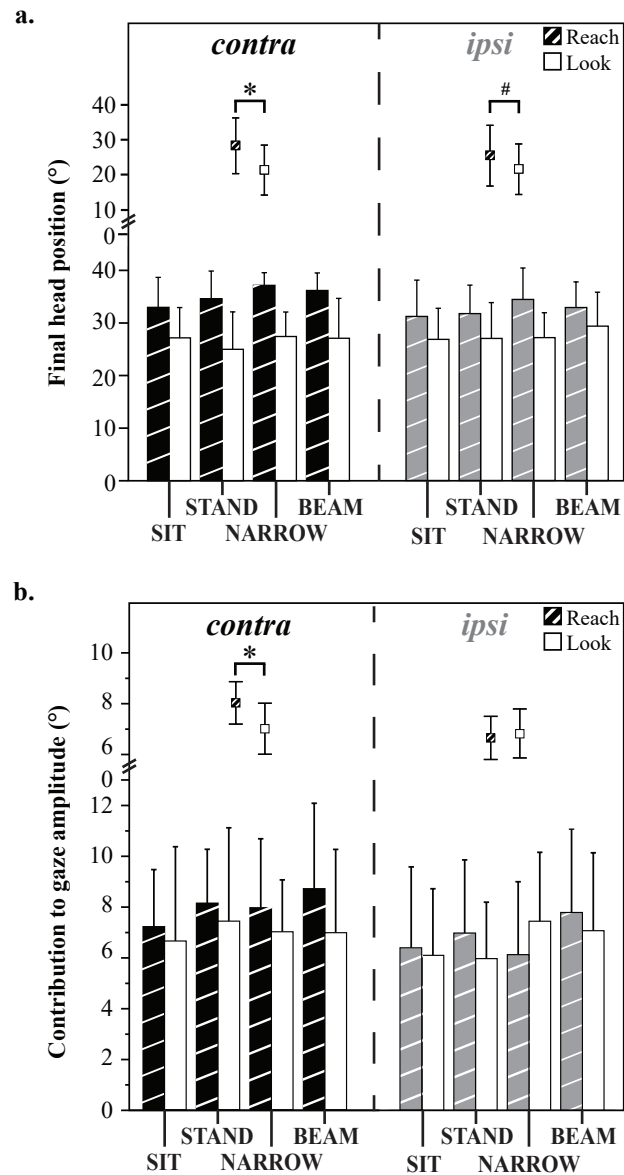 a.
contra
ipsi
Reach
Look
*
#
Final head position (°)
40
30
20
10
0
40
30
20
10
0
STAND BEAM STAND BEAM
SIT NARROW SIT NARROW
b.
contra
ipsi
Reach
Look
*
Contribution to gaze amplitude (°)
10
8
6
0
12
10
8
6
4
2
0
STAND BEAM STAND BEAM
SIT NARROW SIT NARROW